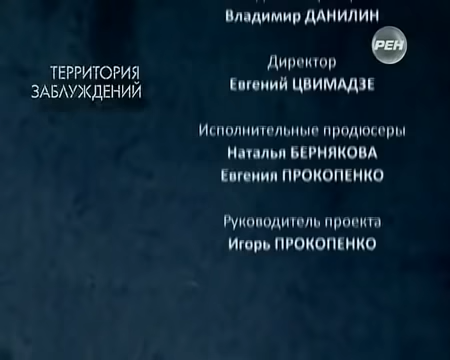 Владимир ДАНИЛИН
РЕН
Директор
Евгений ЦВИМАДЗЕ
ТЕРРИТОРИЯ
ЗАБЛУЖДЕНИЙ
Исполнительные продюсеры
Наталья БЕРНЯКОВА
Евгения ПРОКОПЕНКО
Руководитель проекта
Игорь ПРОКОПЕНКО